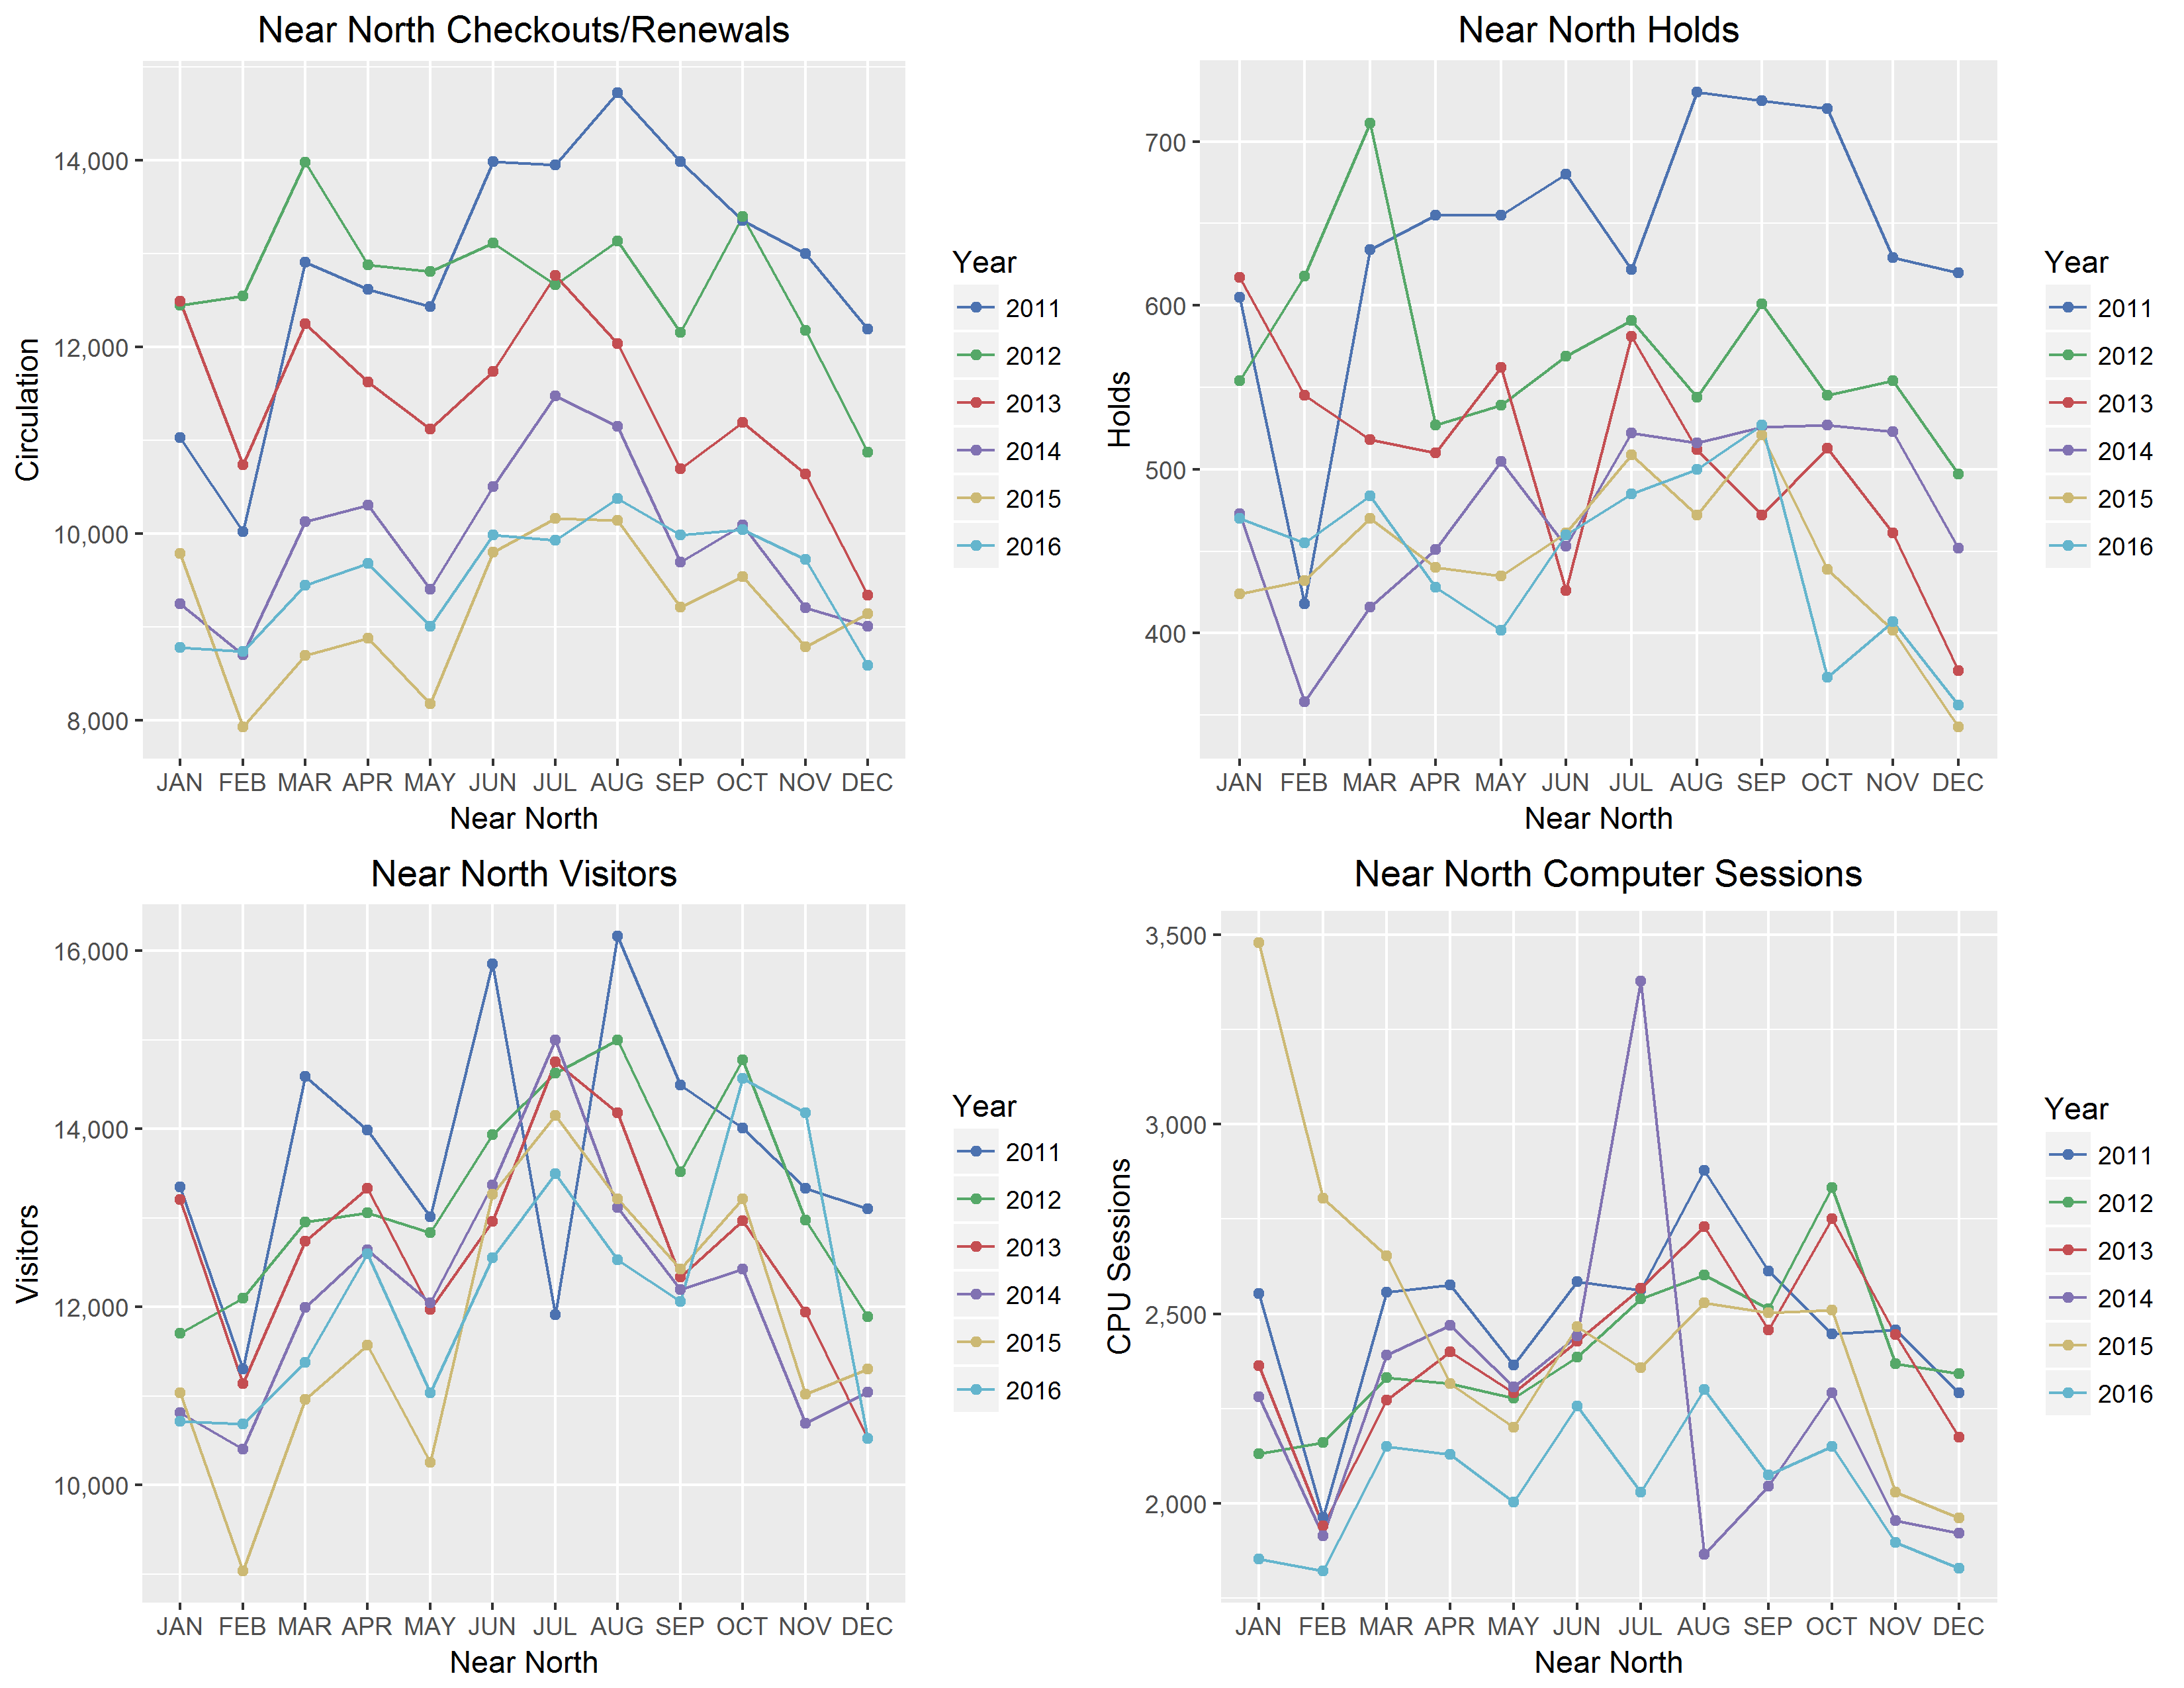 Near North Checkouts/Renewals
Circulation
14,000
12,000
10,000
8,000
JAN FEB MAR APR MAY JUN JUL AUG SEP OCT NOV DEC
Near North
Year
2011
2012
2013
2014
2015
2016
Near North Holds
Holds
700
600
500
400
JAN FEB MAR APR MAY JUN JUL AUG SEP OCT NOV DEC
Near North
Year
2011
2012
2013
2014
2015
2016
Near North Visitors
Visitors
16,000
14,000
12,000
10,000
JAN FEB MAR APR MAY JUN JUL AUG SEP OCT NOV DEC
Near North
Year
2011
2012
2013
2014
2015
2016
Near North Computer Sessions
CPU Sessions
3,500
3,000
2,500
2,000
JAN FEB MAR APR MAY JUN JUL AUG SEP OCT NOV DEC
Near North
Year
2011
2012
2013
2014
2015
2016